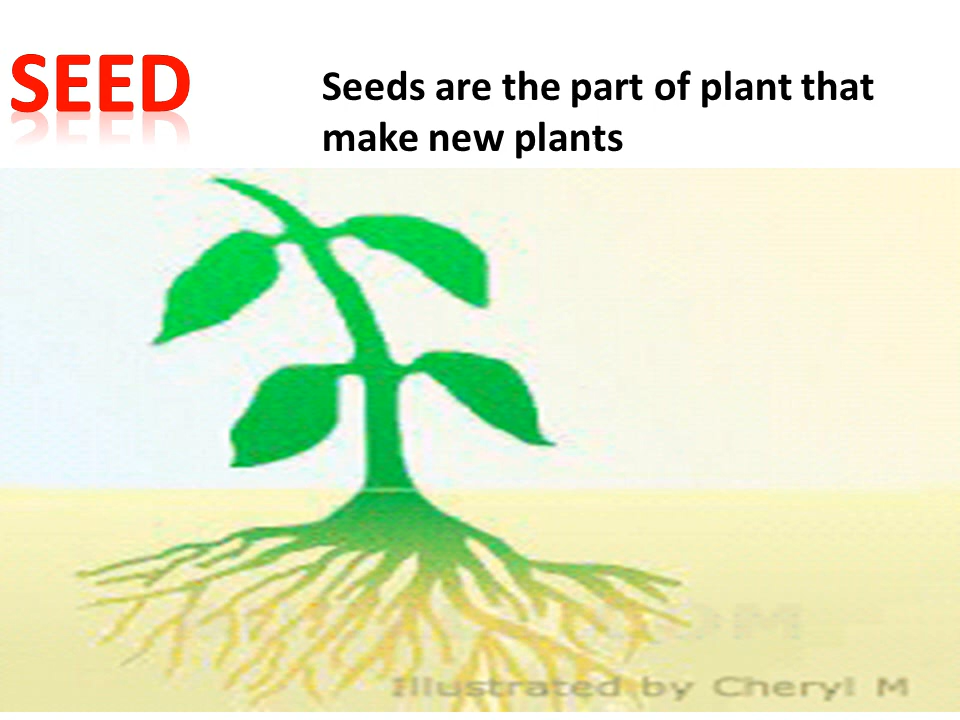 SEED
Seeds are the part of plant that
make new plants
Illustrated by Cheryl M